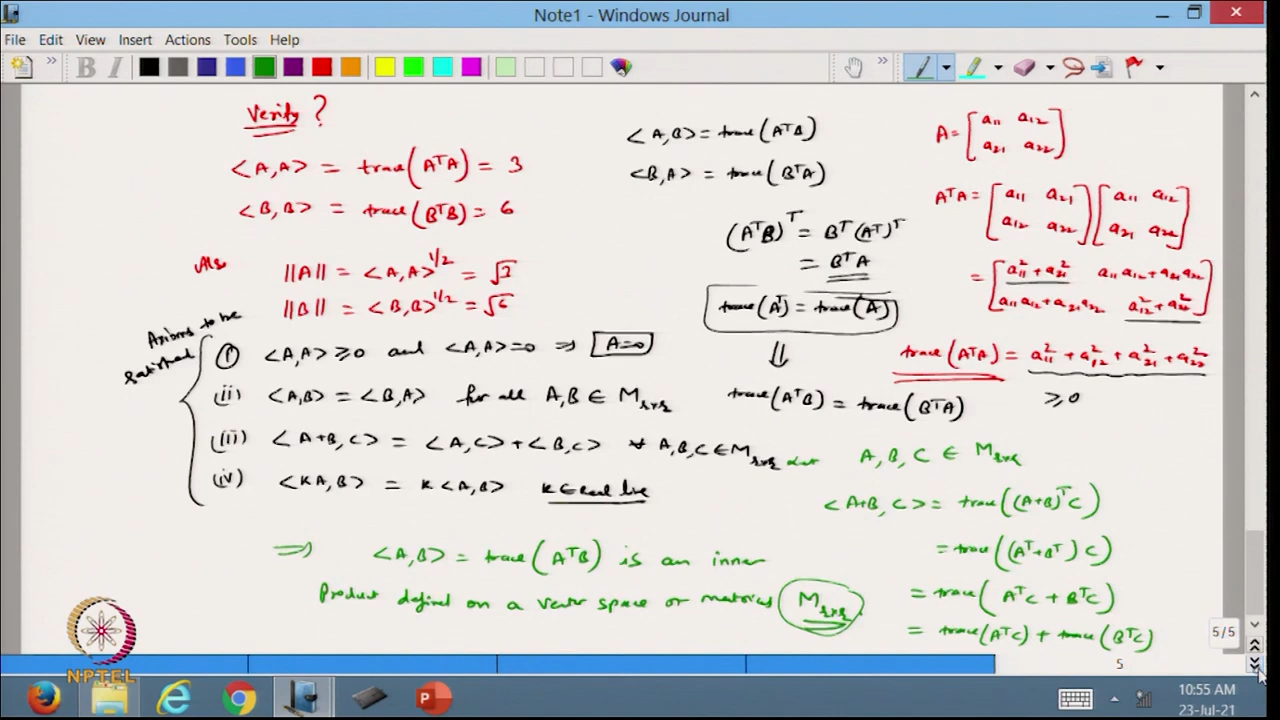 Note1 - Windows Journal
File Edit View Insert Actions Tools Help
Verify ?
<A,A> = trace(AᵀA) = 3
<B,B> = trace(BᵀB) = 6
Also
||A|| = <A,A>^1/2 = √3
||B|| = <B,B>^1/2 = √6
Axioms to be
satisfied
(i) <A,A> ≥ 0 and <A,A> = 0 ⇒ A=0
(ii) <A,B> = <B,A> for all A,B ∈ M₂ₓ₂
(iii) <A+B, C> = <A,C> + <B,C> ∀ A,B,C ∈ M₂ₓ₂
(iv) <KA,B> = K<A,B> K ∈ real line
⇒ <A,B> = trace(AᵀB) is an inner
Product defined on a vector space or matrices M₂ₓ₂.
<A,B> = trace(AᵀB)
<B,A> = trace(BᵀA)
(AᵀB)ᵀ = Bᵀ(Aᵀ)ᵀ
= BᵀA
trace(Aᵀ) = trace(A)
⇓
trace(AᵀB) = trace(BᵀA)
A = [a₁₁ a₁₂
a₂₁ a₂₂]
AᵀA = [a₁₁ a₂₁ [a₁₁ a₁₂
a₁₂ a₂₂] a₂₁ a₂₂]
= [a₁₁² + a₂₁² a₁₁a₁₂ + a₂₁a₂₂
a₁₁a₁₂ + a₂₁a₂₂ a₁₂² + a₂₂²]
trace(AᵀA) = a₁₁² + a₁₂² + a₂₁² + a₂₂²
≥ 0
Let A, B, C ∈ M₂ₓ₂
<A+B, C> = trace((A+B)ᵀC)
= trace((Aᵀ+Bᵀ)C)
= trace(AᵀC + BᵀC)
= trace(AᵀC) + trace(BᵀC)
NPTEL
5/5
5
10:55 AM
23-Jul-21